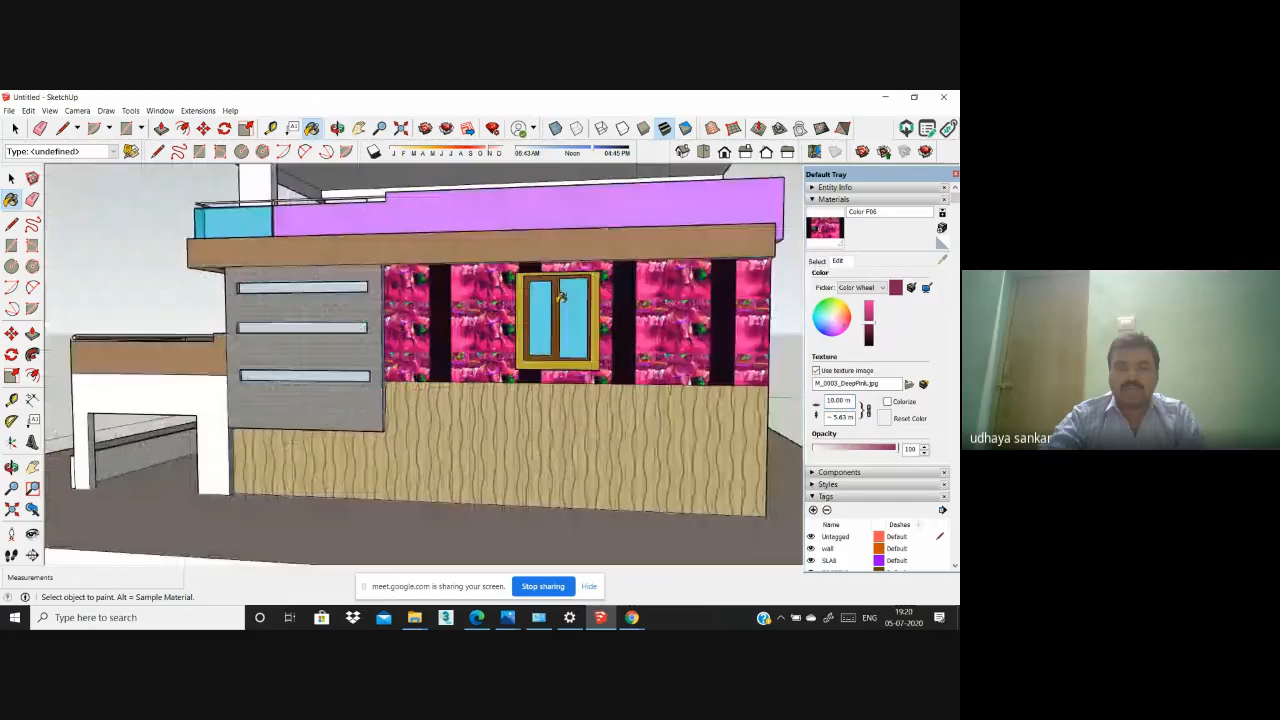 Untitled - SketchUp
File Edit View Camera Draw Tools Window Extensions Help
Type: <undefined>
J F M A M J J A S O N D
06:43 AM Noon 04:45 PM
Default Tray
Entity Info
Materials
Color F06
Select Edit
Color
Picker: Color Wheel
Texture
Use texture image
M_0003_DeepPink.jpg
10.00 m
Colorize
~ 5.63 m
Reset Color
Opacity
100
Components
Styles
Tags
Name Dashes
Untagged Default
wall Default
SLAB Default
udhaya sankar
Measurements
meet.google.com is sharing your screen. Stop sharing Hide
Select object to paint. Alt = Sample Material.
Type here to search
ENG
19:20
05-07-2020